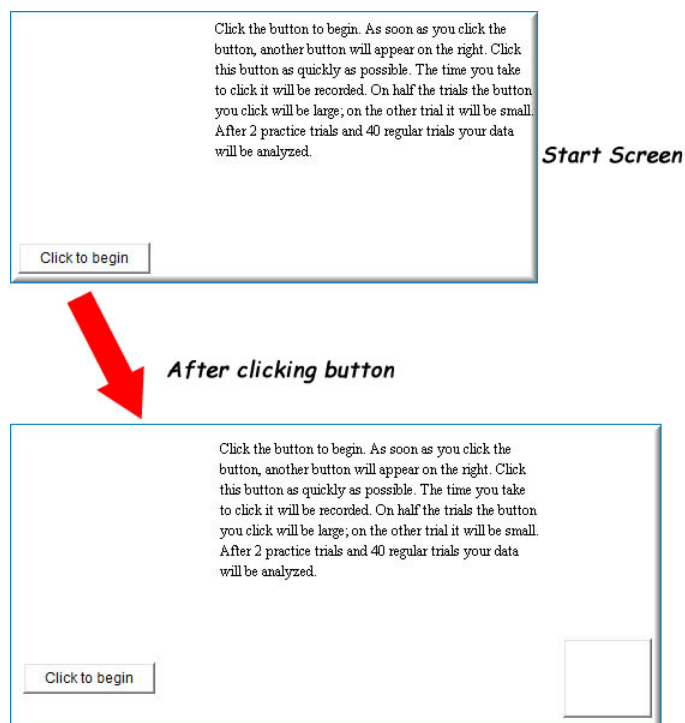 Click the button to begin. As soon as you click the
button, another button will appear on the right. Click
this button as quickly as possible. The time you take
to click it will be recorded. On half the trials the button
you click will be large; on the other trial it will be small.
After 2 practice trials and 40 regular trials your data
will be analyzed.
Start Screen
Click to begin
After clicking button
Click the button to begin. As soon as you click the
button, another button will appear on the right. Click
this button as quickly as possible. The time you take
to click it will be recorded. On half the trials the button
you click will be large; on the other trial it will be small.
After 2 practice trials and 40 regular trials your data
will be analyzed.
Click to begin